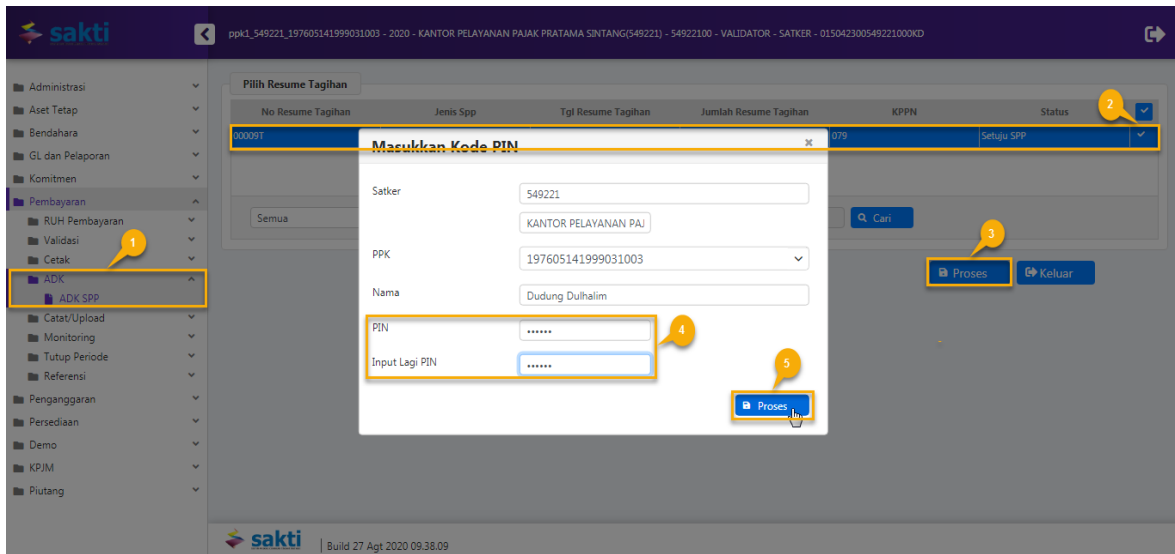 sakti
ppk1_549221_197605141999031003 - 2020 - KANTOR PELAYANAN PAJAK PRATAMA SINTANG(549221) - 54922100 - VALIDATOR - SATKER - 015042300549221000KD
Administrasi
Aset Tetap
Bendahara
GL dan Pelaporan
Komitmen
Pembayaran
RUH Pembayaran
Validasi
1
Cetak
ADK
ADK SPP
Catat/Upload
Monitoring
Tutup Periode
Referensi
Penganggaran
Persediaan
Demo
KPJM
Piutang
Pilih Resume Tagihan
No Resume Tagihan Jenis Spp Tgl Resume Tagihan Jumlah Resume Tagihan KPPN Status
2
00009T 079 Setuju SPP
Semua Cari
3
Proses Keluar
Masukkan Kode PIN ×
Satker 549221
KANTOR PELAYANAN PAJ
PPK 197605141999031003
Nama Dudung Dulhalim
PIN ••••••
4
Input Lagi PIN ••••••
5
Proses
sakti | Build 27 Agt 2020 09.38.09